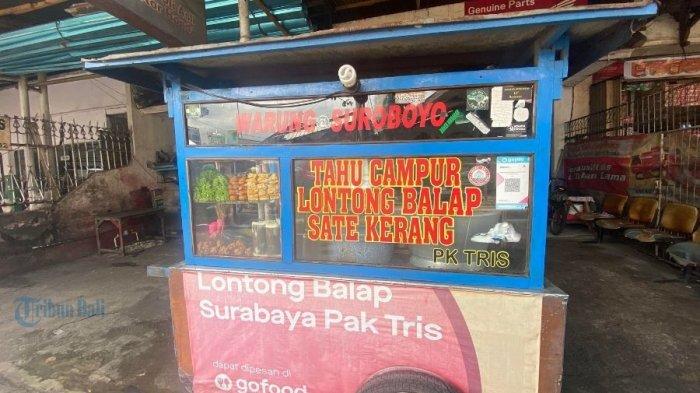 Genuine Parts
WARUNG SUROBOYO
gopay
TAHU CAMPUR
LONTONG BALAP
SATE KERANG
PK TRIS
Lontong Balap
Surabaya Pak Tris
dapat dipesan di
gofood
Tribun Bali